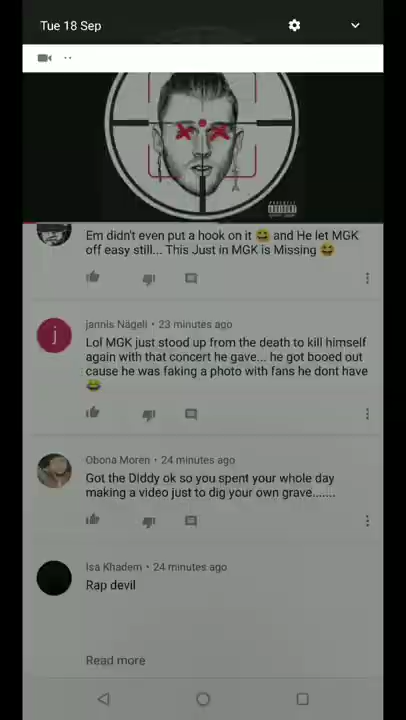 Tue 18 Sep
PARENTAL
ADVISORY
Em didn't even put a hook on it 😄 and He let MGK
off easy still... This Just in MGK is Missing 😄
j
jannis Nägeli • 23 minutes ago
Lol MGK just stood up from the death to kill himself
again with that concert he gave... he got booed out
cause he was faking a photo with fans he dont have
😂
Obona Moren • 24 minutes ago
Got the DIddy ok so you spent your whole day
making a video just to dig your own grave.......
Isa Khadem • 24 minutes ago
Rap devil
Read more